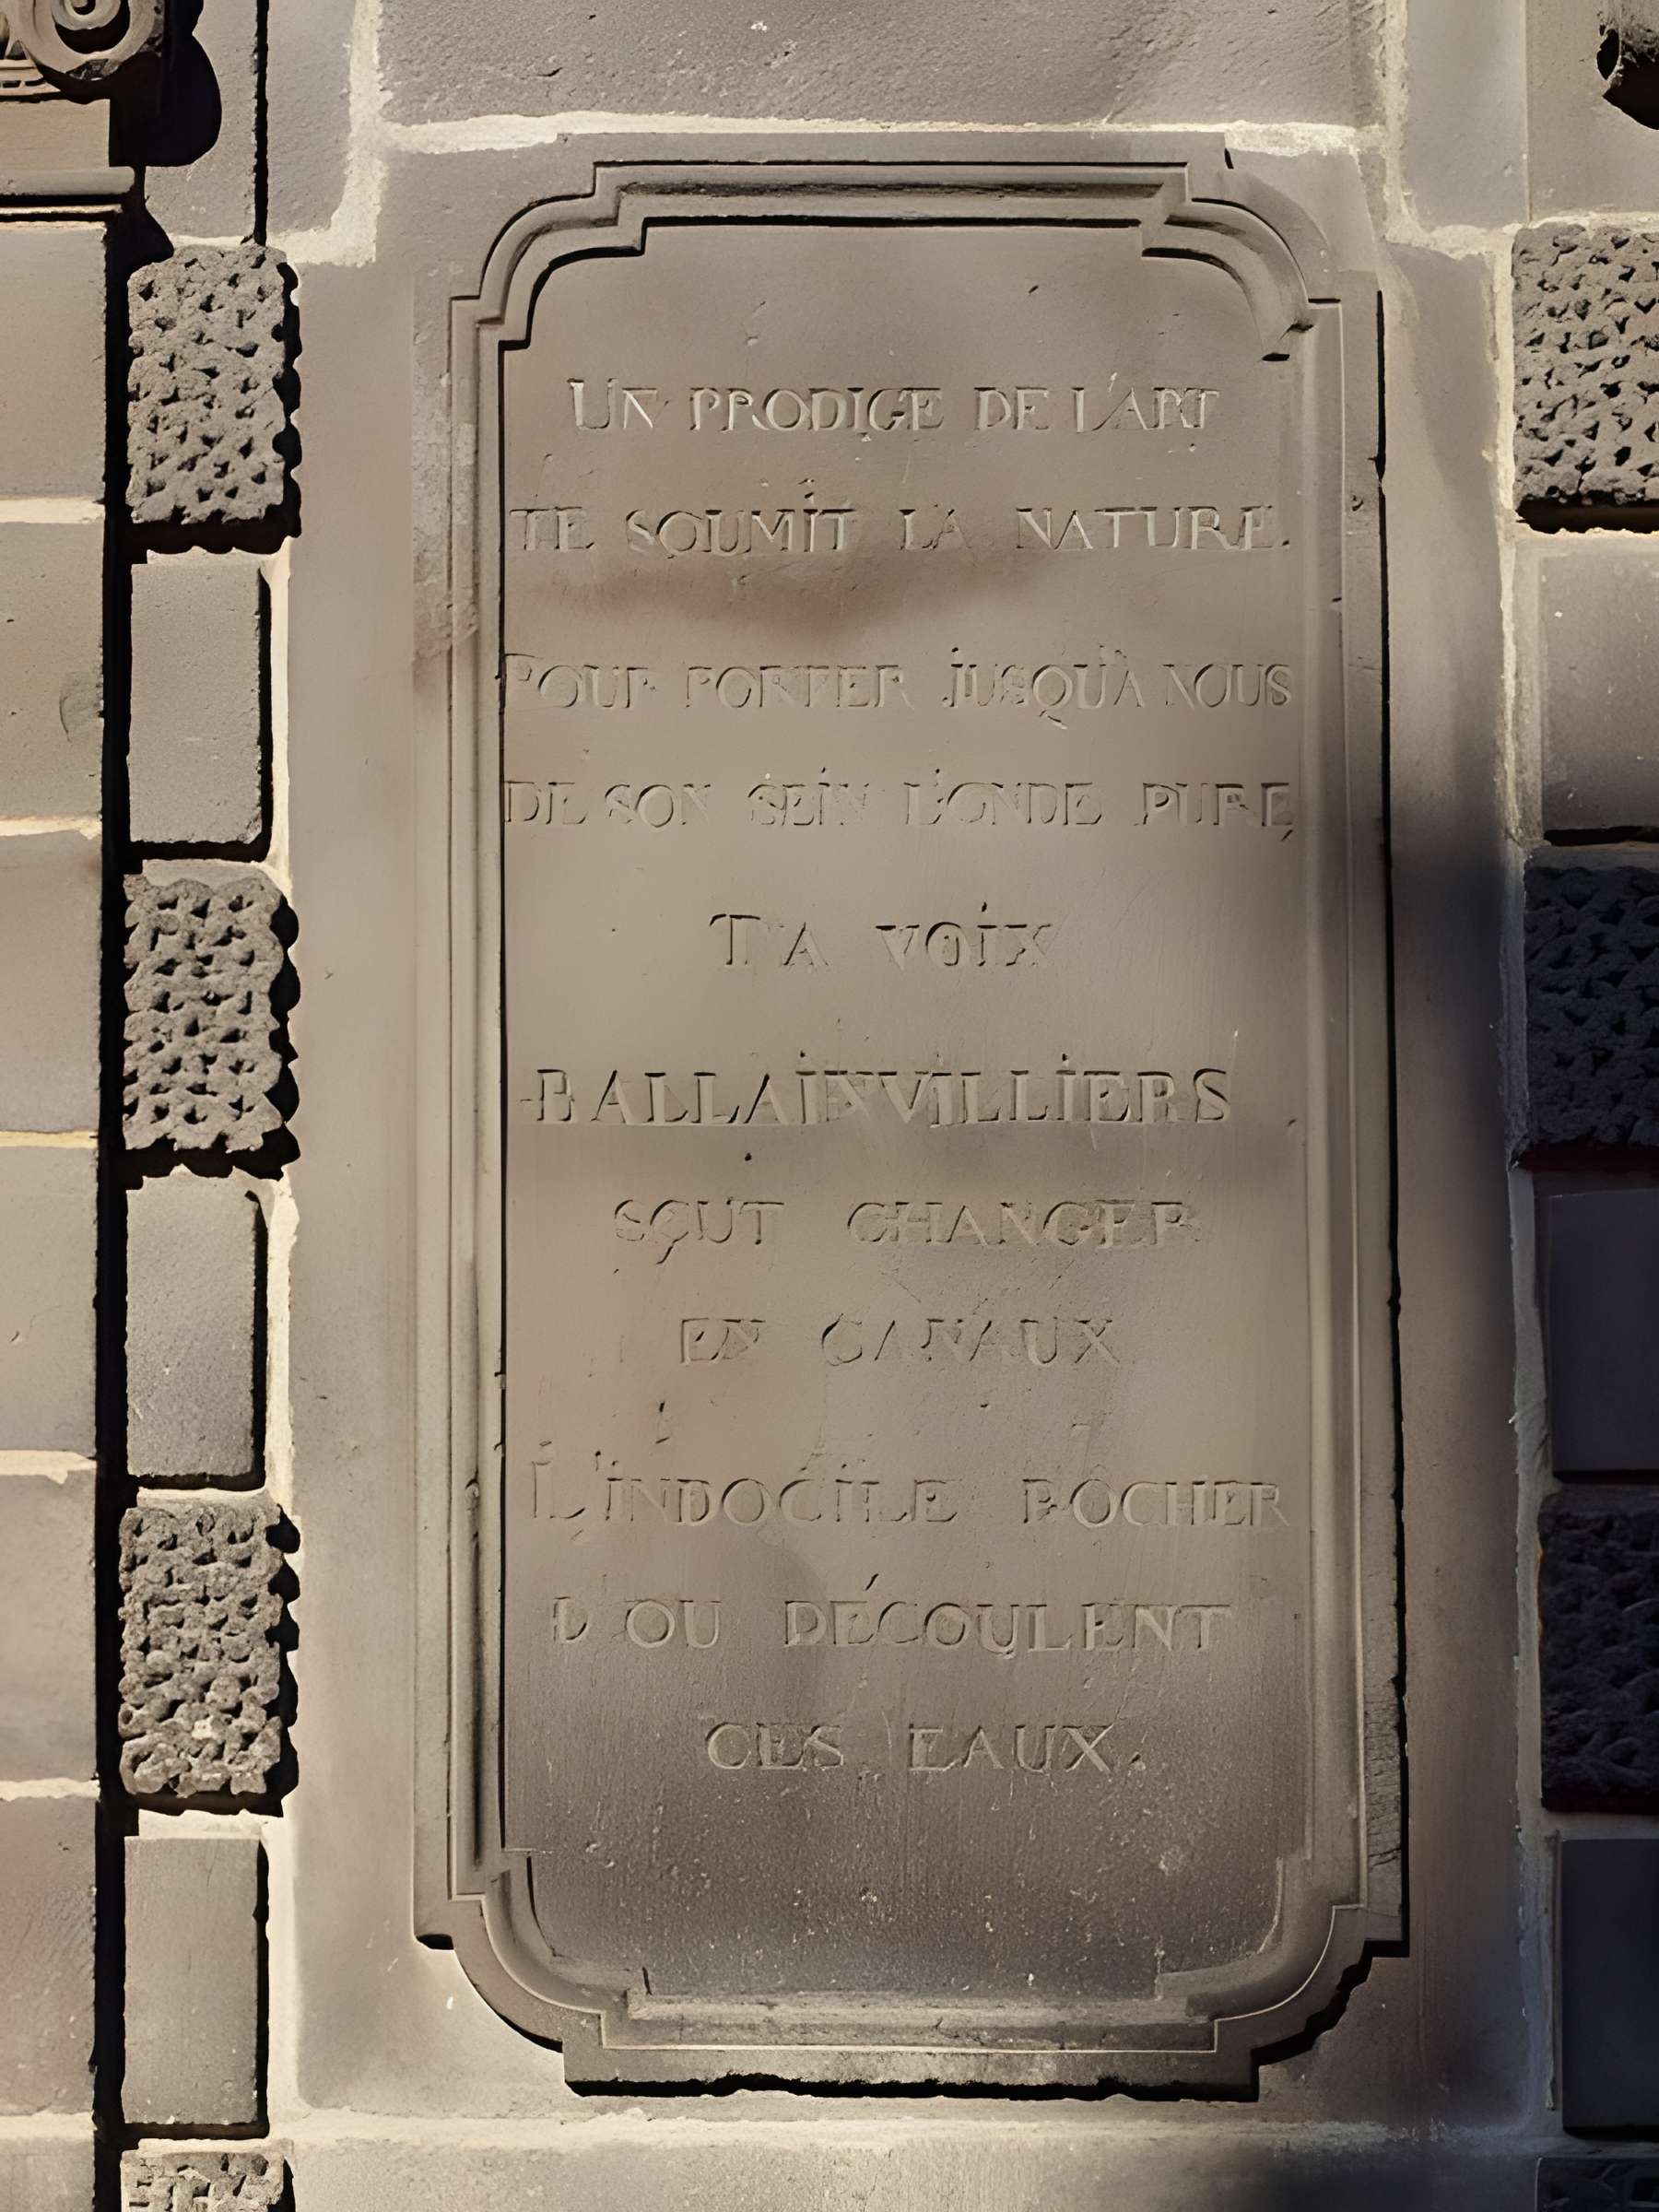 UN PRODIGE DE L'ART
TE SOUMIT LA NATURE.
POUR PORTER JUSQU'À NOUS
DE SON SEIN L'ONDE PURE,
TA VOIX
BALLAINVILLIERS
SÇUT CHANGER
EN CANAUX
L'INDOCILE ROCHER
D'OU DÉCOULENT
CES EAUX.